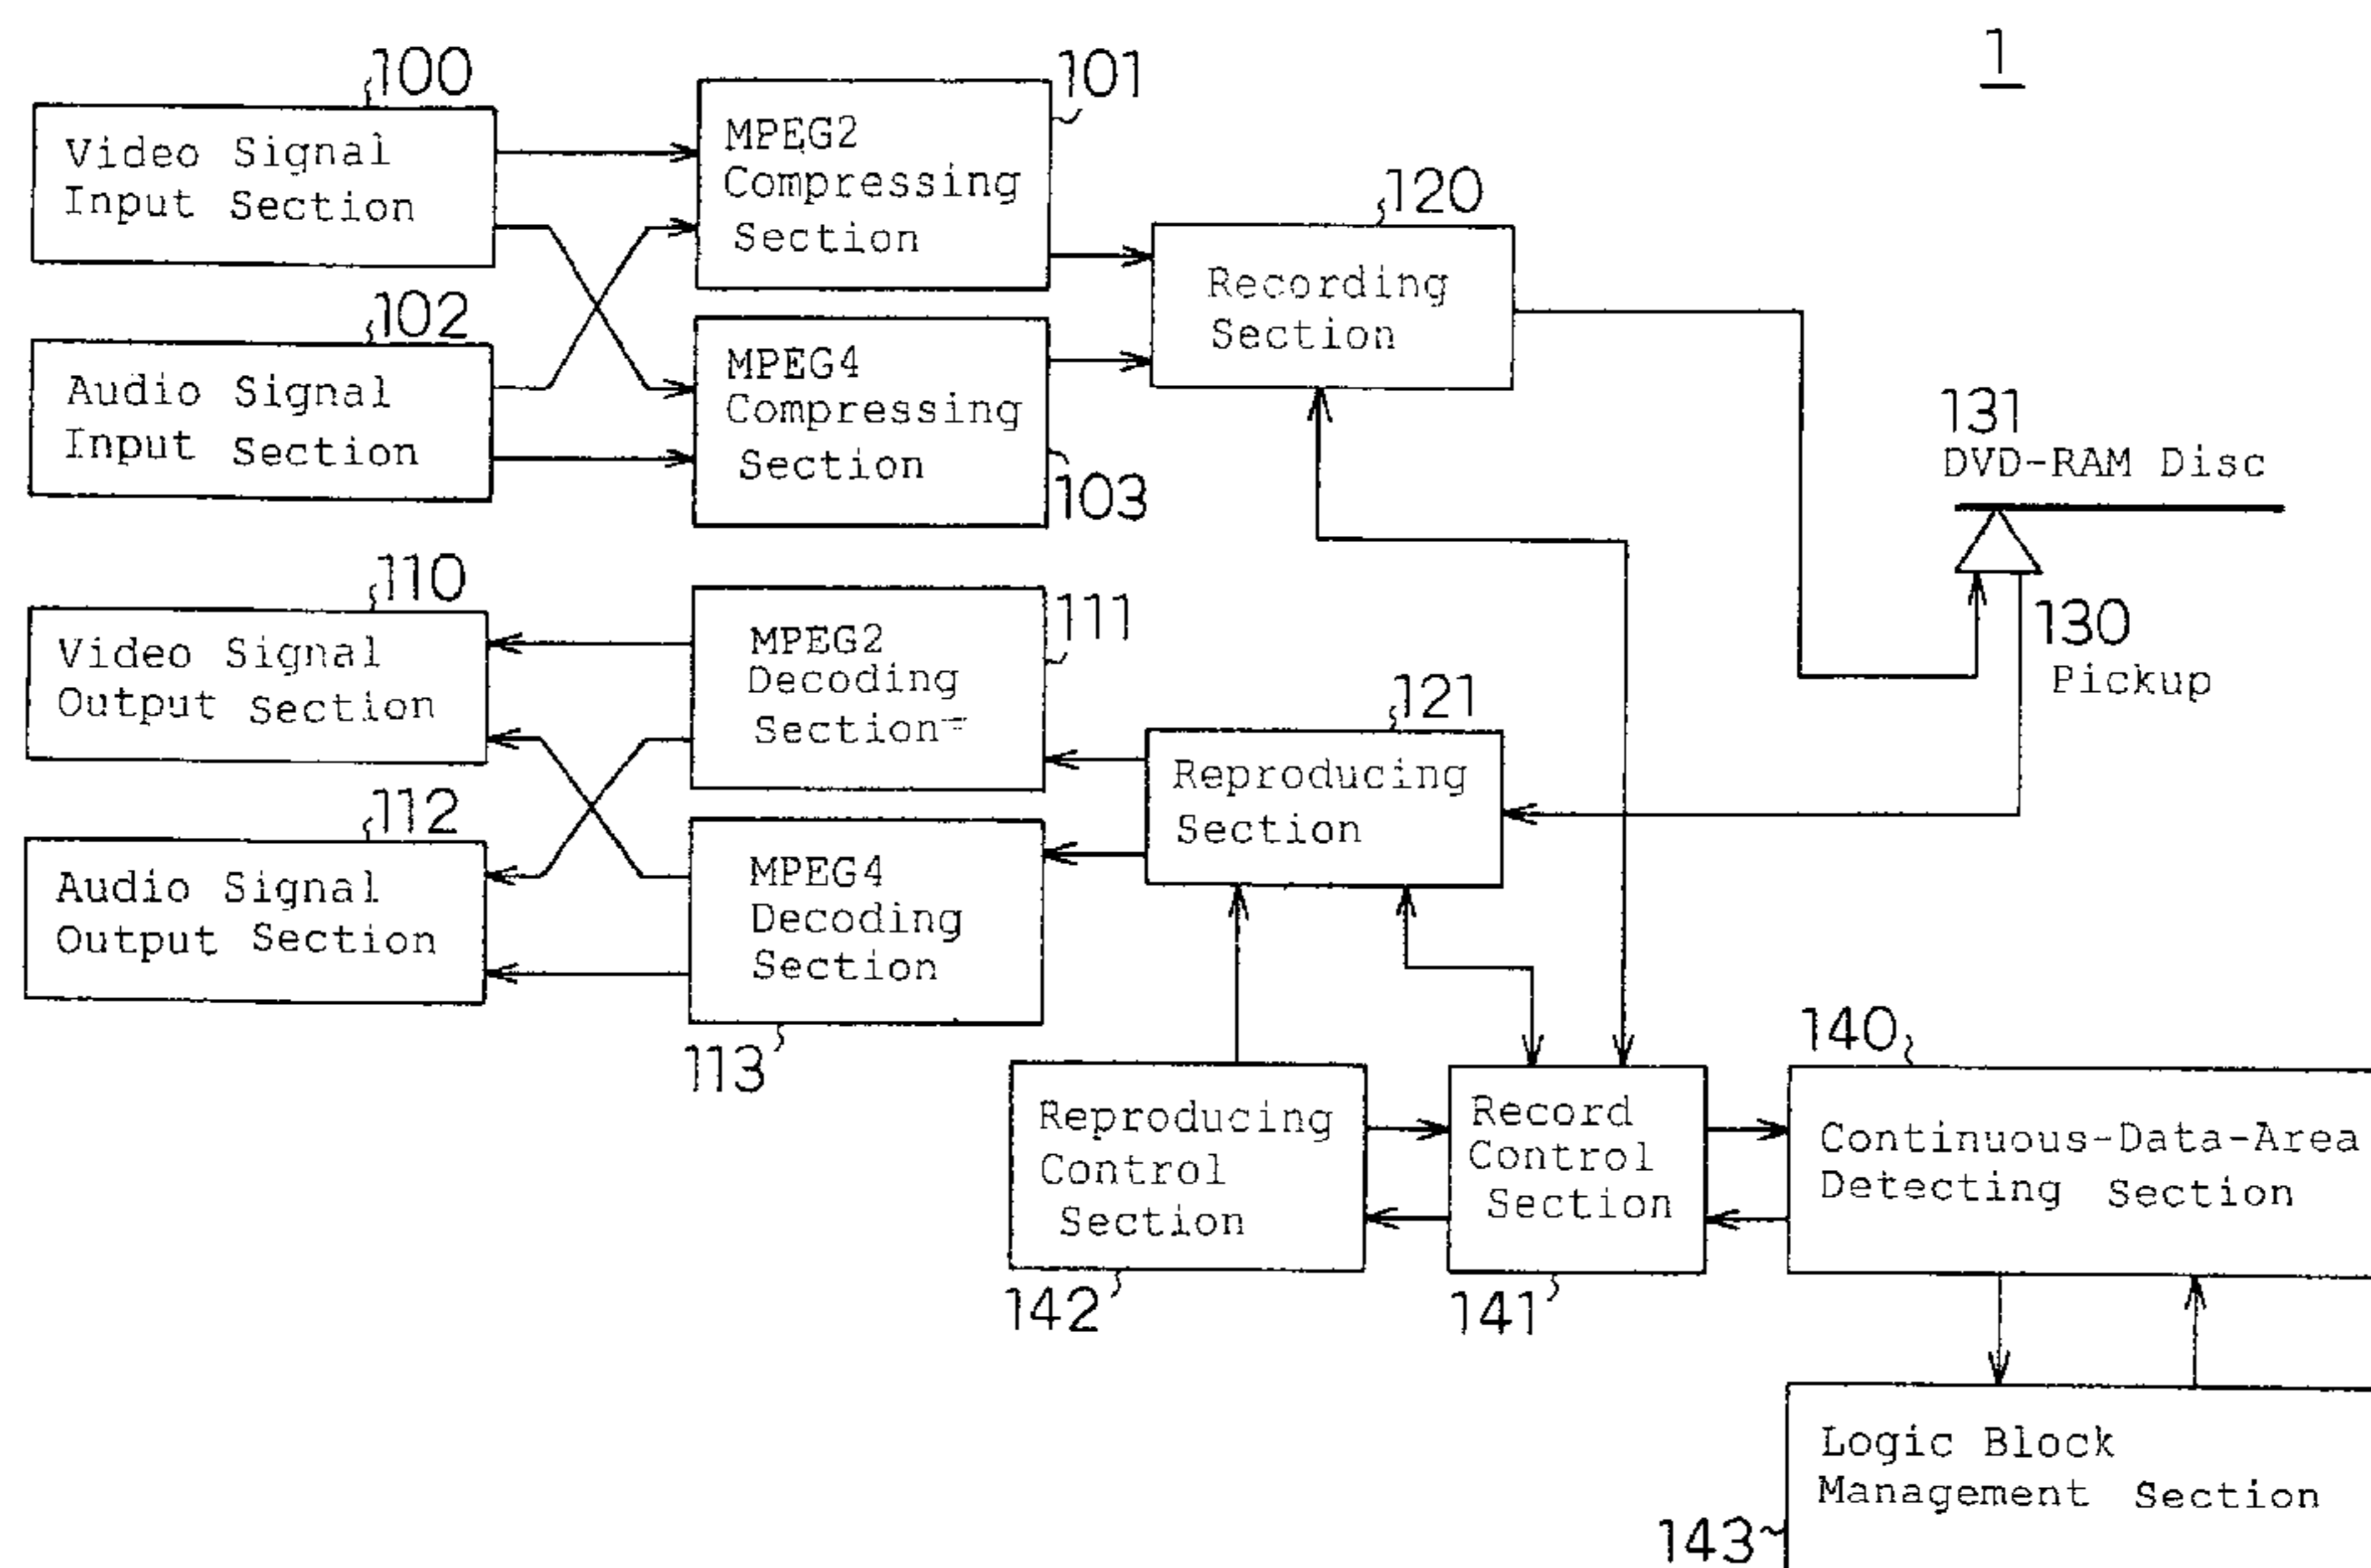 1
100
Video Signal
Input Section
101
MPEG2
Compressing
Section
120
Recording
Section
102
Audio Signal
Input Section
MPEG4
Compressing
Section
103
131
DVD-RAM Disc
130
Pickup
110
Video Signal
Output Section
111
MPEG2
Decoding
Section
121
Reproducing
Section
112
Audio Signal
Output Section
MPEG4
Decoding
Section
113
Reproducing
Control
Section
142
Record
Control
Section
141
140
Continuous-Data-Area
Detecting Section
Logic Block
Management Section
143